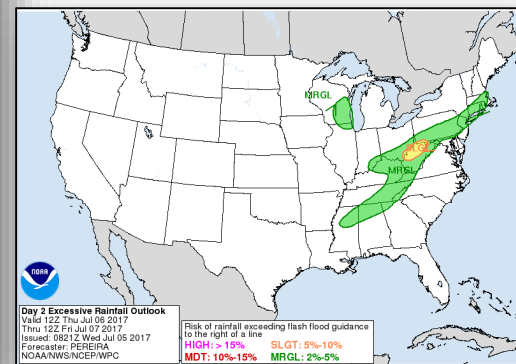 MRGL
SLGT
MRGL
NOAA
Day 2 Excessive Rainfall Outlook
Valid 12Z Thu Jul 06 2017
Thru 12Z Fri Jul 07 2017
Issued: 0821Z Wed Jul 05 2017
Forecaster: PEREIRA
NOAA/NWS/NCEP/WPC
Risk of rainfall exceeding flash flood guidance
to the right of a line
HIGH: > 15% SLGT: 5%-10%
MDT: 10%-15% MRGL: 2%-5%